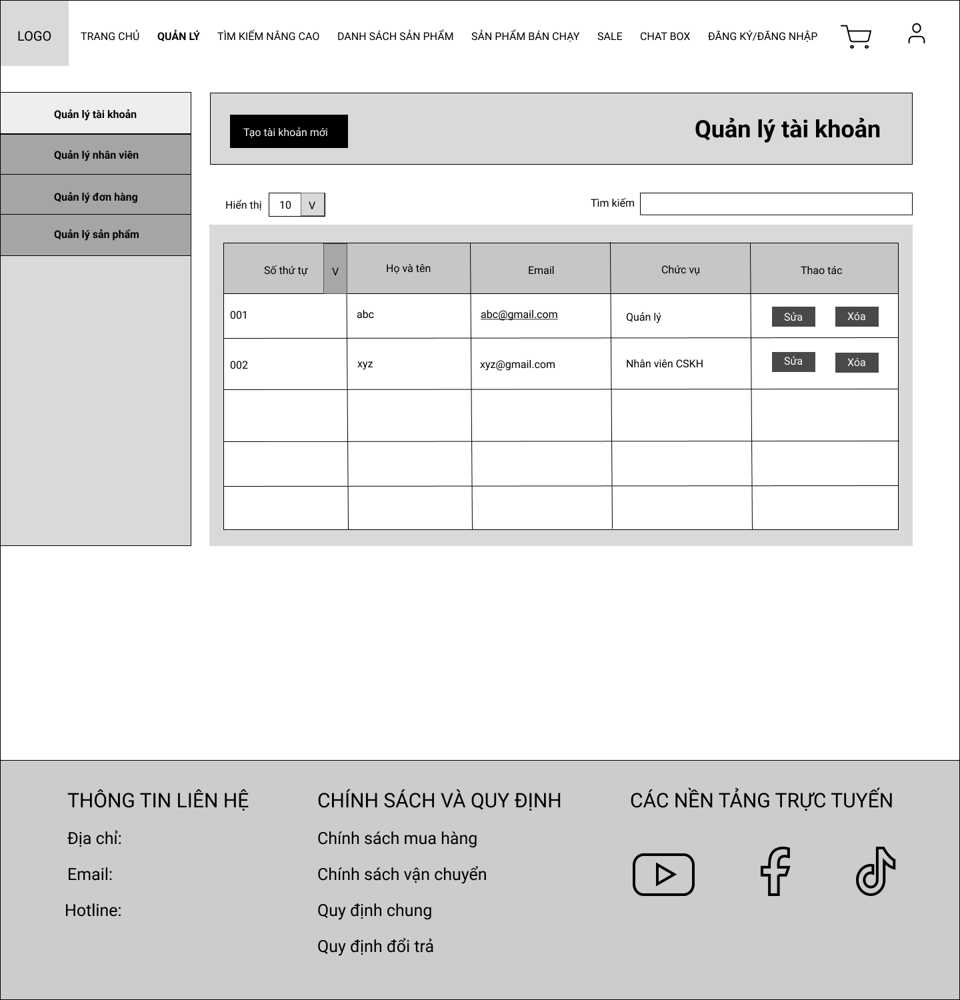 LOGO
TRANG CHỦ QUẢN LÝ TÌM KIẾM NÂNG CAO DANH SÁCH SẢN PHẨM SẢN PHẨM BÁN CHẠY SALE CHAT BOX ĐĂNG KÝ/ĐĂNG NHẬP
Quản lý tài khoản
Quản lý nhân viên
Quản lý đơn hàng
Quản lý sản phẩm
Tạo tài khoản mới
Quản lý tài khoản
Hiển thị 10 V
Tìm kiếm
Số thứ tự V Họ và tên Email Chức vụ Thao tác
001 abc abc@gmail.com Quản lý Sửa Xóa
002 xyz xyz@gmail.com Nhân viên CSKH Sửa Xóa
THÔNG TIN LIÊN HỆ
Địa chỉ:
Email:
Hotline:
CHÍNH SÁCH VÀ QUY ĐỊNH
Chính sách mua hàng
Chính sách vận chuyển
Quy định chung
Quy định đổi trả
CÁC NỀN TẢNG TRỰC TUYẾN